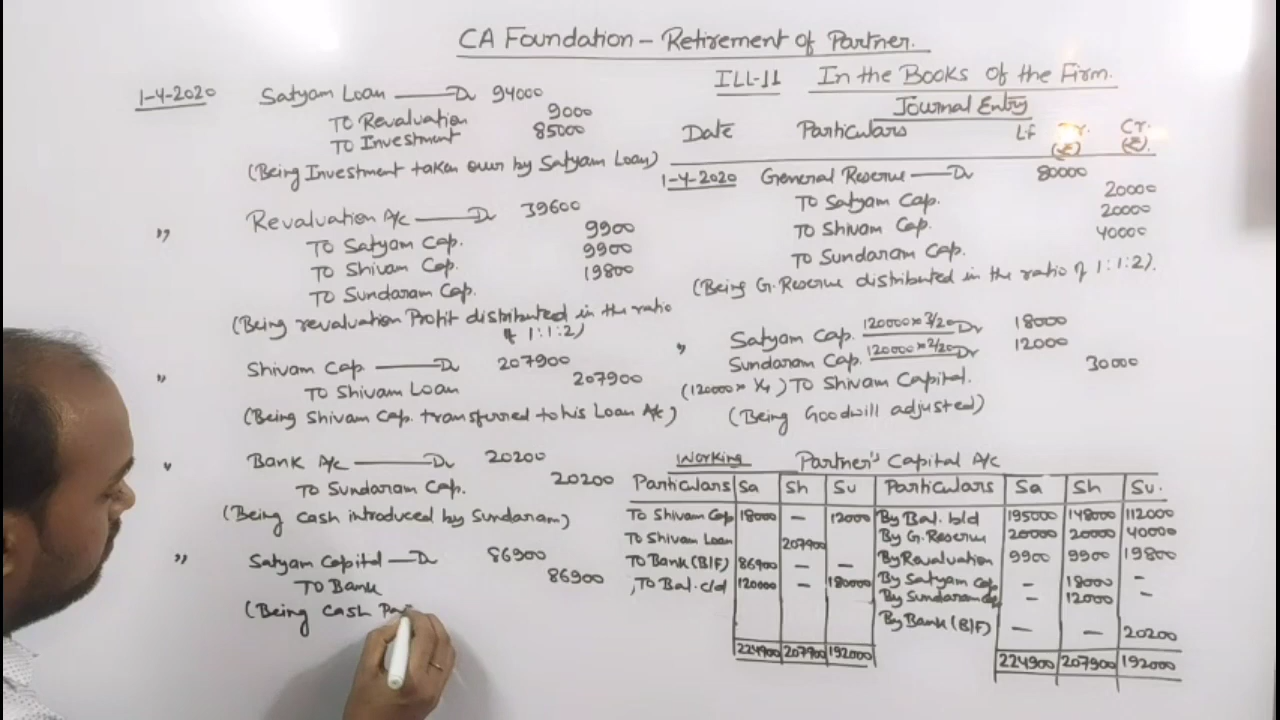 CA Foundation - Retirement of Partner.
ILL-11 In the Books of the Firm.
Journal Entry
Date Particulars Lf Dr. (₹) Cr. (₹)
1-4-2020 General Reserve — Dr 80000
To Satyam Cap. 20000
To Shivam Cap. 20000
To Sundaram Cap. 40000
(Being G. Reserve distributed in the ratio of 1:1:2).
" Satyam Cap. 120000 x 3/20 Dr 18000
Sundaram Cap. 120000 x 2/20 Dr 12000
(120000 x 1/4) To Shivam Capital. 30000
(Being Goodwill adjusted)
1-4-2020 Satyam Loan — Dr 94000
To Revaluation 9000
To Investment 85000
(Being Investment taken over by Satyam Loan)
" Revaluation A/c — Dr 39600
To Satyam Cap. 9900
To Shivam Cap. 9900
To Sundaram Cap. 19800
(Being revaluation Profit distributed in the ratio
of 1:1:2)
" Shivam Cap. — Dr 207900
To Shivam Loan 207900
(Being Shivam Cap. transferred to his Loan A/c)
" Bank A/c — Dr 20200
To Sundaram Cap. 20200
(Being cash introduced by Sundaram)
" Satyam Capital — Dr 86900
To Bank 86900
(Being Cash Pa
Working Partner's Capital A/c
Particulars Sa Sh Su Particulars Sa Sh Su.
To Shivam Cap 18000 — 12000 By Bal. b/d 195000 148000 112000
To Shivam Loan 207900 By G. Reserve 20000 20000 40000
To Bank (B/F) 86900 — — By Revaluation 9900 9900 19800
To Bal. c/d 120000 — 180000 By Satyam Cap - 18000 -
By Sundaram Cap - 12000 -
By Bank (B/F) — — 20200
224900 207900 192000 224900 207900 192000